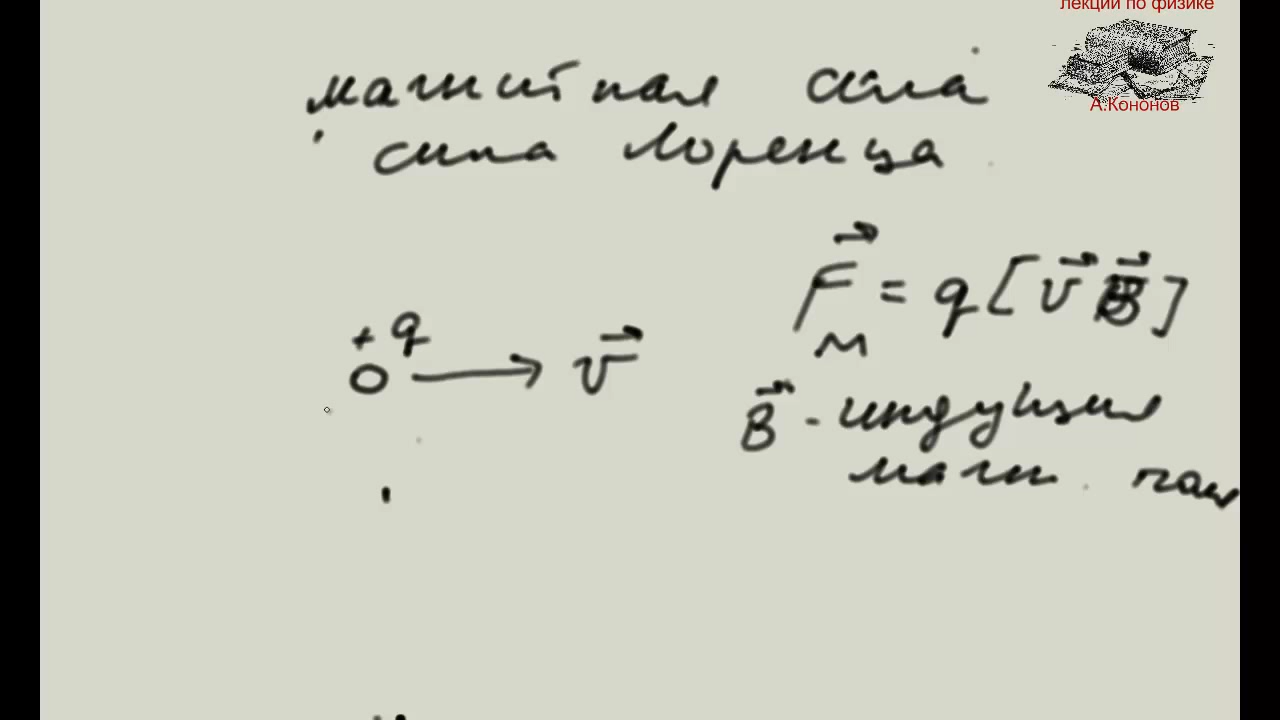 лекции по физике
А.Кононов
магнитная сила
сила Лоренца
F⃗м = q[v⃗ B⃗]
+ q
v⃗
B⃗ - индукция
магн. поля